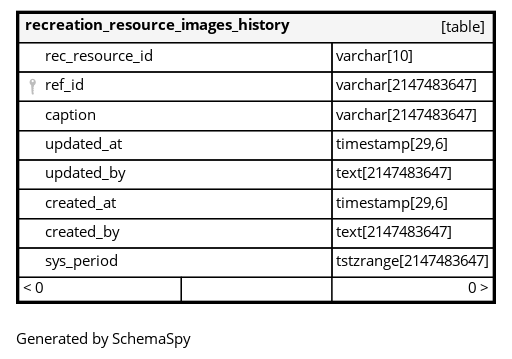 recreation_resource_images_history [table]
rec_resource_id varchar[10]
ref_id varchar[2147483647]
caption varchar[2147483647]
updated_at timestamp[29,6]
updated_by text[2147483647]
created_at timestamp[29,6]
created_by text[2147483647]
sys_period tstzrange[2147483647]
< 0 0 >
Generated by SchemaSpy